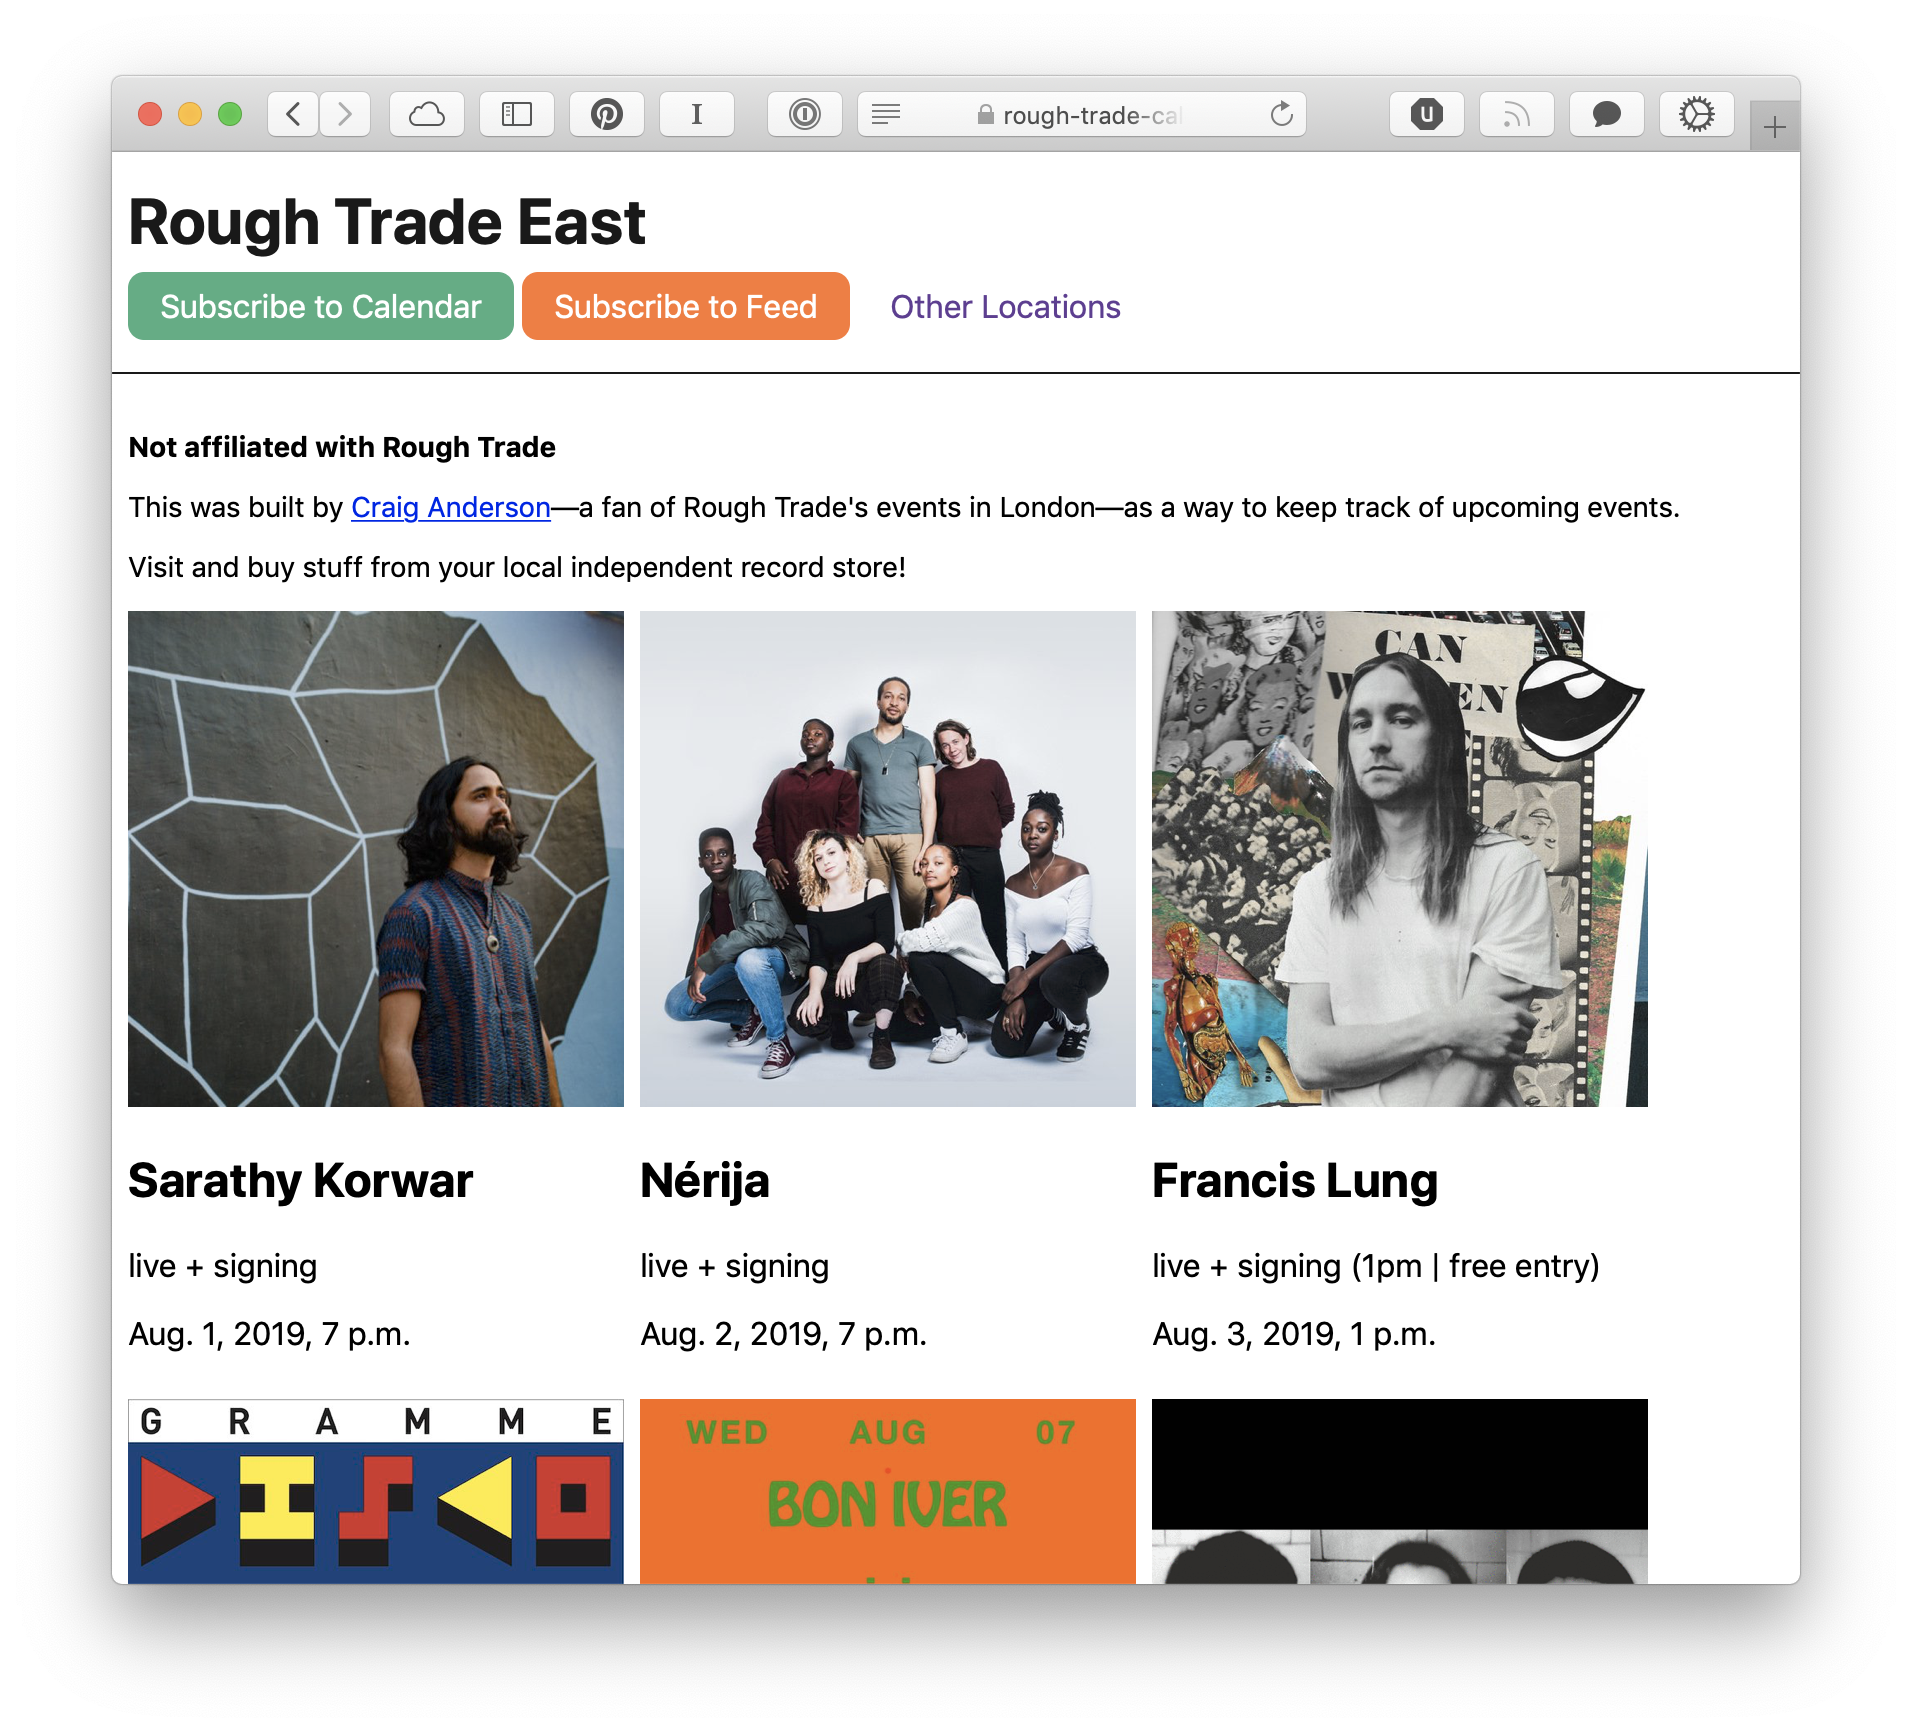 rough-trade-cal
Rough Trade East
Subscribe to Calendar Subscribe to Feed Other Locations
Not affiliated with Rough Trade
This was built by Craig Anderson—a fan of Rough Trade's events in London—as a way to keep track of upcoming events.
Visit and buy stuff from your local independent record store!
CAN
Sarathy Korwar
live + signing
Aug. 1, 2019, 7 p.m.
Nérija
live + signing
Aug. 2, 2019, 7 p.m.
Francis Lung
live + signing (1pm | free entry)
Aug. 3, 2019, 1 p.m.
GRAMME
DISCO
WED AUG 07
BON IVER